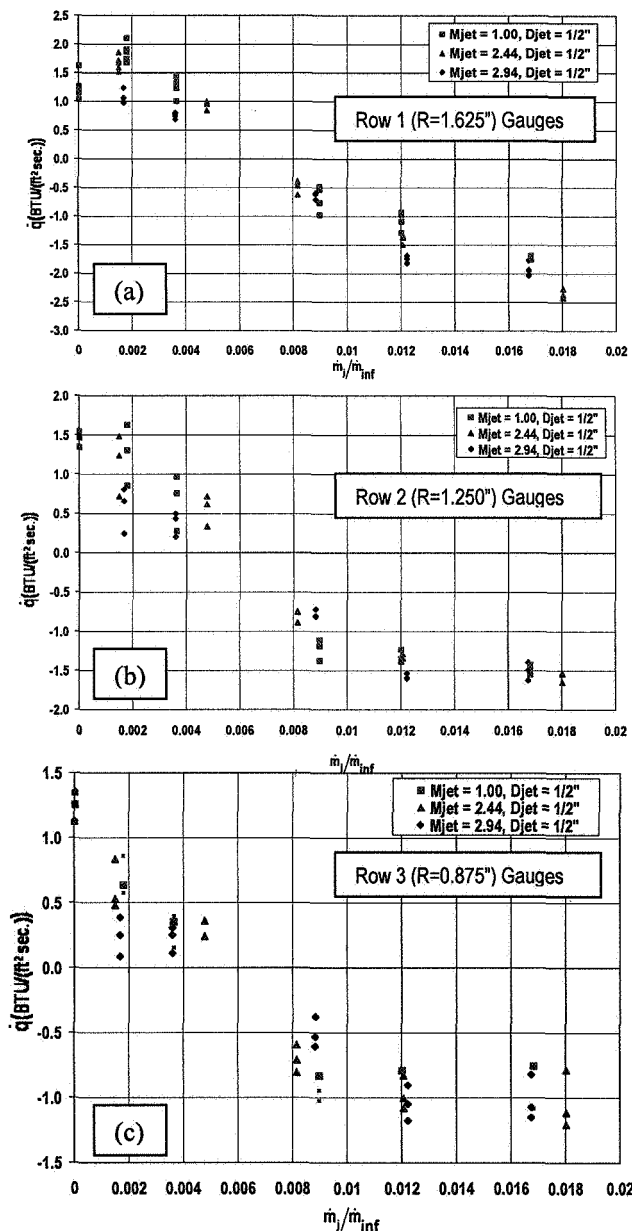 2.5
Mjet = 1.00, Djet = 1/2"
2.0
Mjet = 2.44, Djet = 1/2"
1.5
Mjet = 2.94, Djet = 1/2"
1.0
Row 1 (R=1.625") Gauges
0.5
0.0
-0.5
-1.0
-1.5
-2.0
(a)
-2.5
-3.0
q̇(BTU/(ft² sec.))
0 0.002 0.004 0.006 0.008 0.01 0.012 0.014 0.016 0.018 0.02
ṁj/ṁinf
2.0
Mjet = 1.00, Djet = 1/2"
1.5
Mjet = 2.44, Djet = 1/2"
Mjet = 2.94, Djet = 1/2"
1.0
Row 2 (R=1.250") Gauges
0.5
0.0
-0.5
-1.0
-1.5
(b)
-2.0
q̇(BTU/(ft² sec.))
0 0.002 0.004 0.006 0.008 0.01 0.012 0.014 0.016 0.018 0.02
ṁj/ṁinf
1.5
Mjet = 1.00, Djet = 1/2"
Mjet = 2.44, Djet = 1/2"
Mjet = 2.94, Djet = 1/2"
1.0
Row 3 (R=0.875") Gauges
0.5
0.0
-0.5
-1.0
(c)
-1.5
q̇(BTU/(ft² sec.))
0 0.002 0.004 0.006 0.008 0.01 0.012 0.014 0.016 0.018 0.02
ṁj/ṁinf